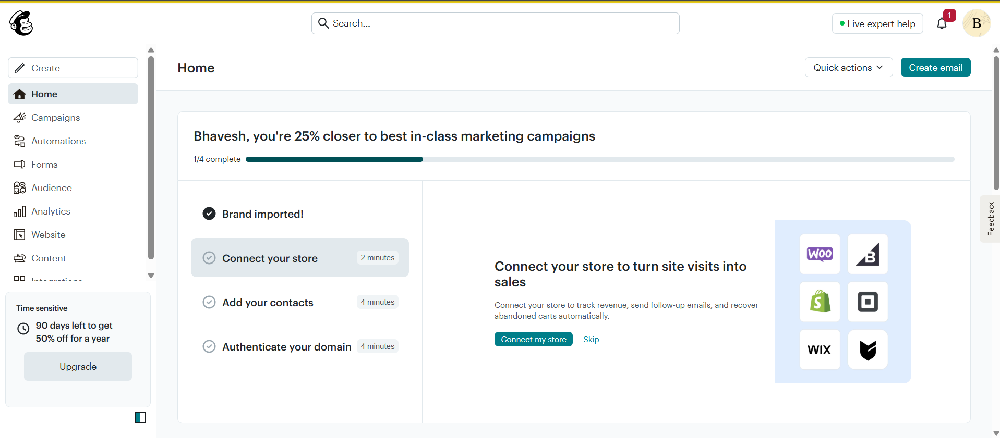 Search...
Live expert help
1
B
Create
Home
Campaigns
Automations
Forms
Audience
Analytics
Website
Content
Integrations
Time sensitive
90 days left to get
50% off for a year
Upgrade
Home
Quick actions
Create email
Bhavesh, you're 25% closer to best in-class marketing campaigns
1/4 complete
Brand imported!
Connect your store
2 minutes
Add your contacts
4 minutes
Authenticate your domain
4 minutes
Connect your store to turn site visits into
sales
Connect your store to track revenue, send follow-up emails, and recover
abandoned carts automatically.
Connect my store
Skip
WOO
B
S
WIX
Feedback